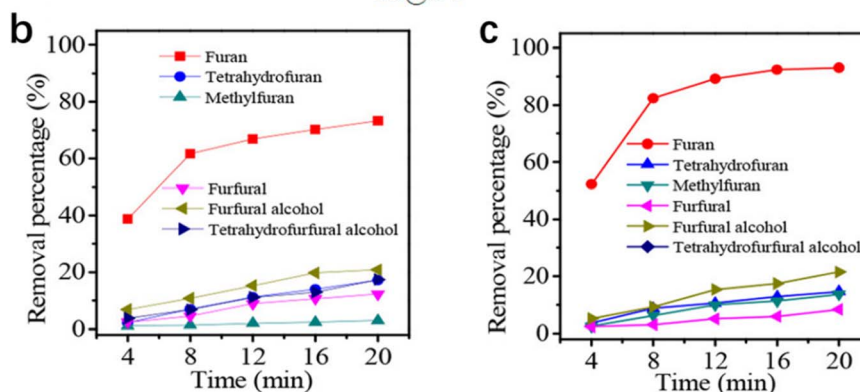 b
100
80
60
40
20
0
Removal percentage (%)
Furan
Tetrahydrofuran
Methylfuran
Furfural
Furfural alcohol
Tetrahydrofurfural alcohol
4 8 12 16 20
Time (min)
c
100
80
60
40
20
0
Removal percentage (%)
Furan
Tetrahydrofuran
Methylfuran
Furfural
Furfural alcohol
Tetrahydrofurfural alcohol
4 8 12 16 20
Time (min)